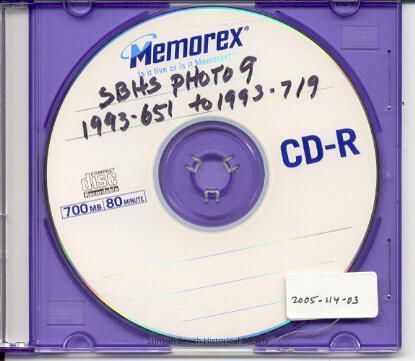 Memorex®
Is it live or is it Memorex?
SBHS PHOTO 9
1993-651 to 1993-719
COMPACT
disc
Recordable
CD-R
700 MB 80 MINUTE
2005-114-03
Stinson Beach Historical Society